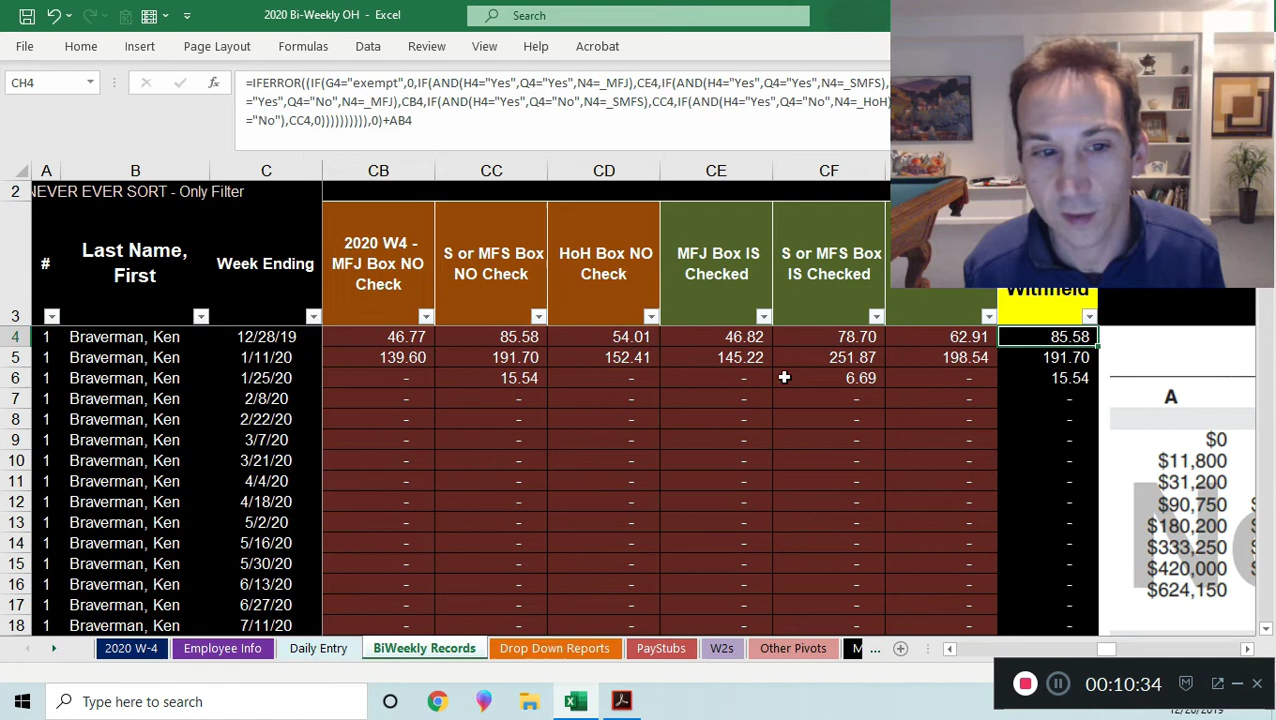 2020 Bi-Weekly OH - Excel
Search
File Home Insert Page Layout Formulas Data Review View Help Acrobat
CH4
fx
=IFERROR((IF(G4="exempt",0,IF(AND(H4="Yes",Q4="Yes",N4=_MFJ),CE4,IF(AND(H4="Yes",Q4="Yes",N4=_SMFS),
="Yes",Q4="No",N4=_MFJ),CB4,IF(AND(H4="Yes",Q4="No",N4=_SMFS),CC4,IF(AND(H4="Yes",Q4="No",N4=_HoH)
="No"),CC4,0)))))))))),0)+AB4
A B C CB CC CD CE CF
2 NEVER EVER SORT - Only Filter
3 # Last Name, First Week Ending 2020 W4 - MFJ Box NO Check S or MFS Box NO Check HoH Box NO Check MFJ Box IS Checked S or MFS Box IS Checked Withheld
4 1 Braverman, Ken 12/28/19 46.77 85.58 54.01 46.82 78.70 62.91 85.58
5 1 Braverman, Ken 1/11/20 139.60 191.70 152.41 145.22 251.87 198.54 191.70
6 1 Braverman, Ken 1/25/20 - 15.54 - - 6.69 - 15.54
7 1 Braverman, Ken 2/8/20 - - - - - - -
8 1 Braverman, Ken 2/22/20 - - - - - - -
9 1 Braverman, Ken 3/7/20 - - - - - - -
10 1 Braverman, Ken 3/21/20 - - - - - - -
11 1 Braverman, Ken 4/4/20 - - - - - - -
12 1 Braverman, Ken 4/18/20 - - - - - - -
13 1 Braverman, Ken 5/2/20 - - - - - - -
14 1 Braverman, Ken 5/16/20 - - - - - - -
15 1 Braverman, Ken 5/30/20 - - - - - - -
16 1 Braverman, Ken 6/13/20 - - - - - - -
17 1 Braverman, Ken 6/27/20 - - - - - - -
18 1 Braverman, Ken 7/11/20 - - - - - - -
A
$0
$11,800
$31,200
$90,750
$180,200
$333,250
$420,000
$624,150
2020 W-4 Employee Info Daily Entry BiWeekly Records Drop Down Reports PayStubs W2s Other Pivots M ...
Type here to search
00:10:34